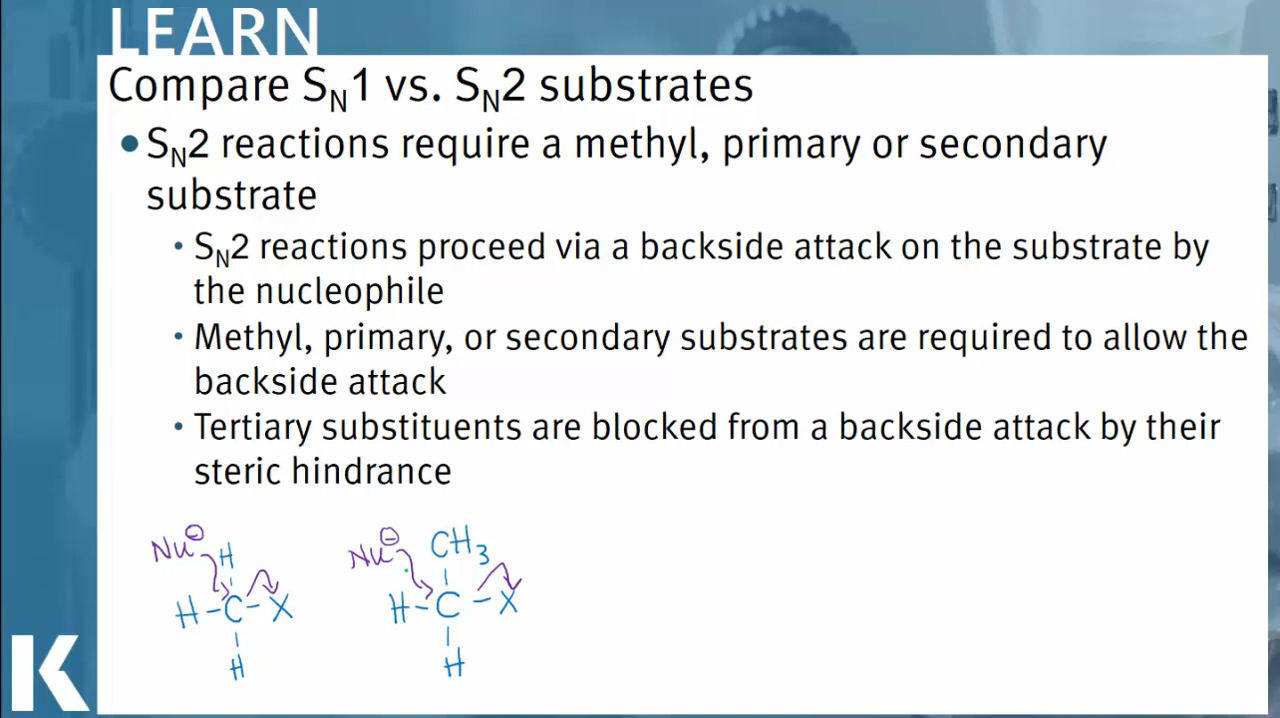 LEARN
Compare SN1 vs. SN2 substrates
• SN2 reactions require a methyl, primary or secondary
substrate
• SN2 reactions proceed via a backside attack on the substrate by
the nucleophile
• Methyl, primary, or secondary substrates are required to allow the
backside attack
• Tertiary substituents are blocked from a backside attack by their
steric hindrance
Nu⊖ Nu⊖ CH3
H
H-C-X H-C-X
H H
K